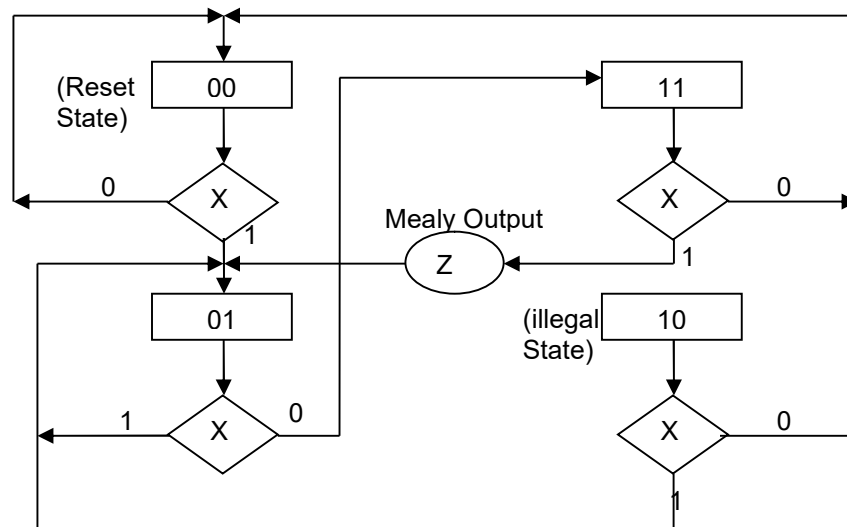 (Reset
State)
00
11
X
0
1
X
0
1
Mealy Output
Z
01
(illegal
State)
10
X
1
0
X
0
1